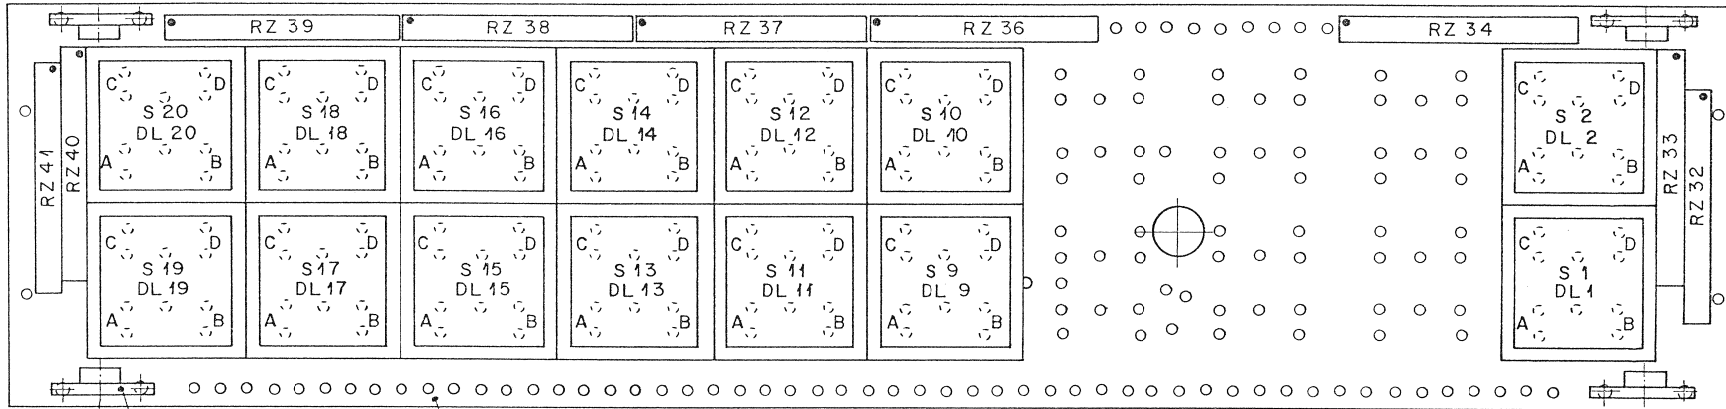 RZ 39 RZ 38 RZ 37 RZ 36 RZ 34
C D C D C D C D C D C D C D
S 20 S 18 S 16 S 14 S 12 S 10 S 2
DL 20 DL 18 DL 16 DL 14 DL 12 DL 10 DL 2
A B A B A B A B A B A B A B
RZ 41 RZ 40 RZ 33 RZ 32
C D C D C D C D C D C D C D
S 19 S 17 S 15 S 13 S 11 S 9 S 1
DL 19 DL 17 DL 15 DL 13 DL 11 DL 9 DL 1
A B A B A B A B A B A B A B